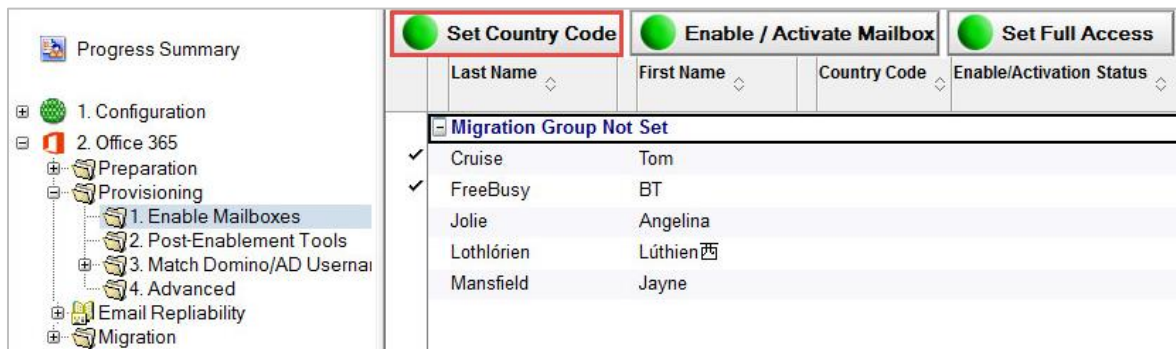 Progress Summary
1. Configuration
2. Office 365
Preparation
Provisioning
1. Enable Mailboxes
2. Post-Enablement Tools
3. Match Domino/AD Usernai
4. Advanced
Email Repliability
Migration
Set Country Code Enable / Activate Mailbox Set Full Access
Last Name First Name Country Code Enable/Activation Status
Migration Group Not Set
Cruise Tom
FreeBusy BT
Jolie Angelina
Lothlórien Lúthien西
Mansfield Jayne